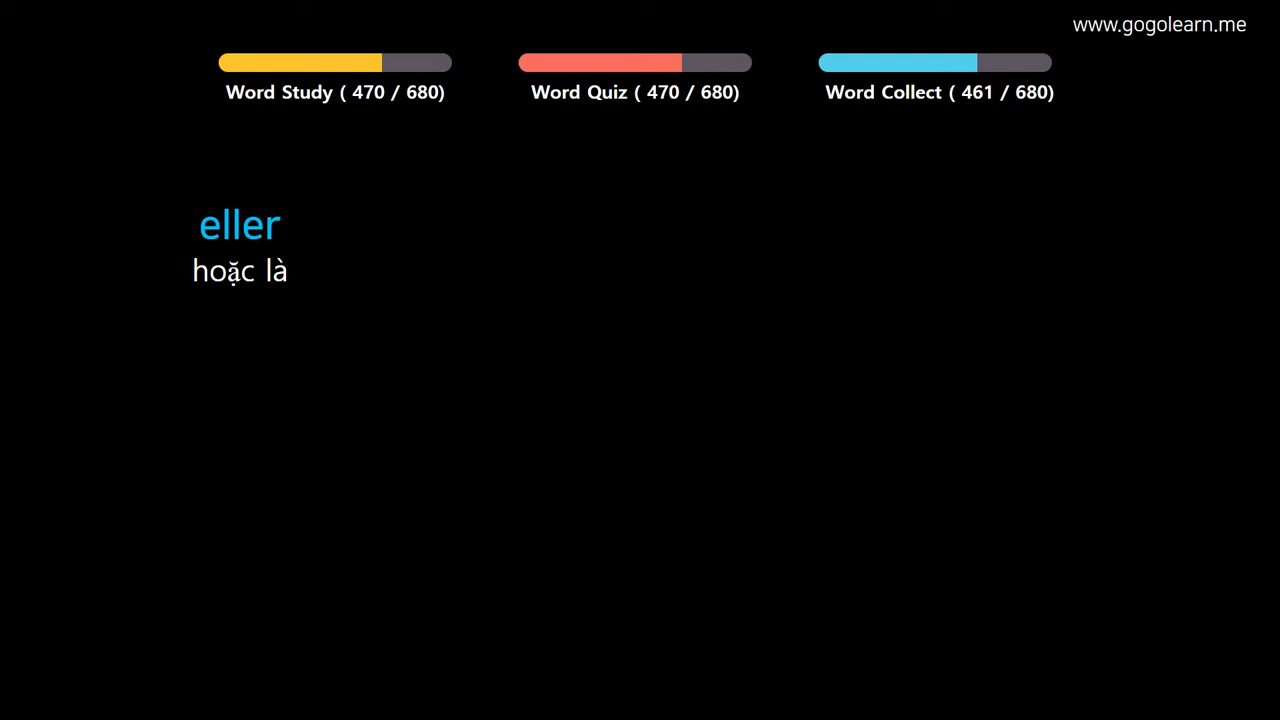 www.gogolearn.me
Word Study ( 470 / 680)
Word Quiz ( 470 / 680)
Word Collect ( 461 / 680)
eller
hoặc là